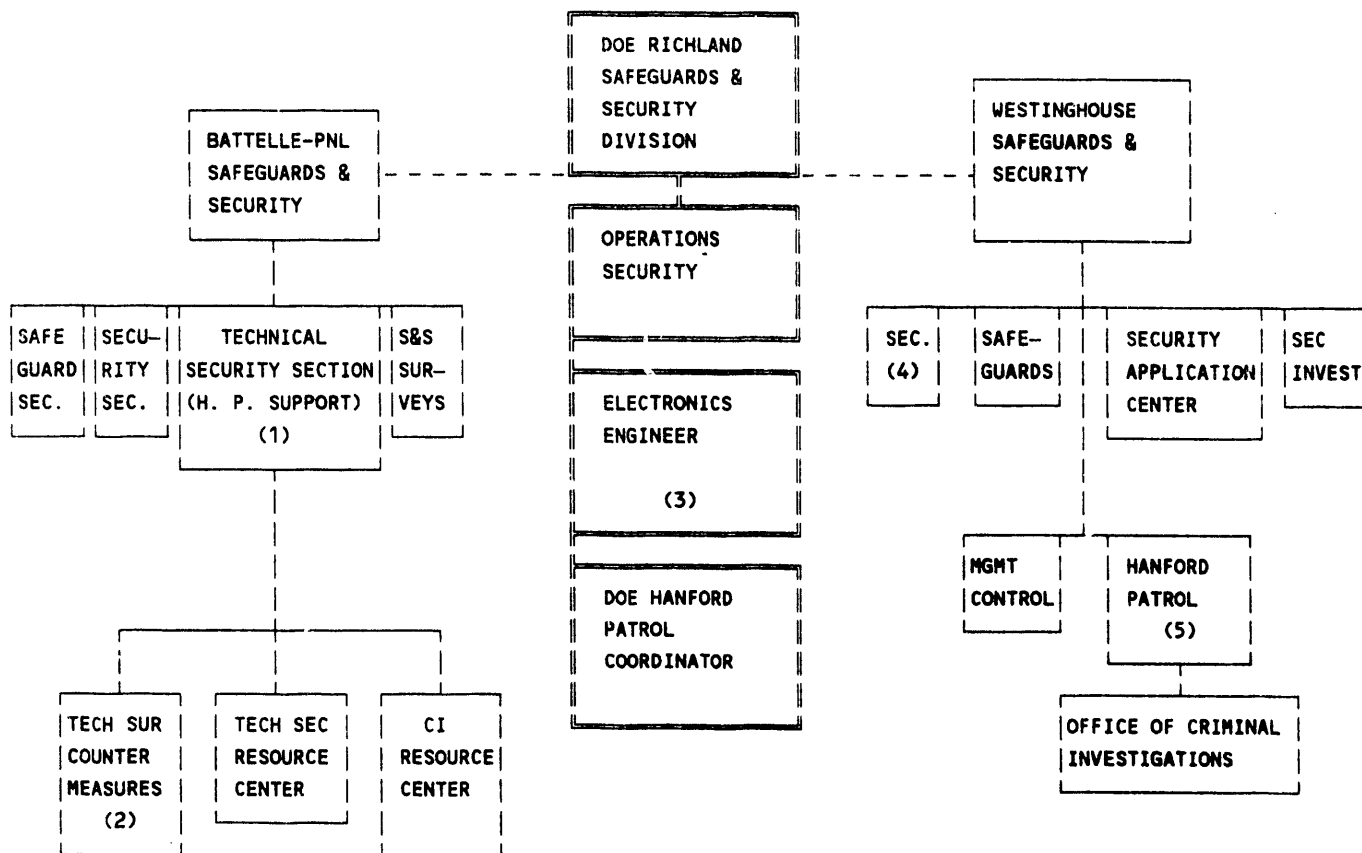 DOE RICHLAND
SAFEGUARDS &
SECURITY
DIVISION
BATTELLE-PNL
SAFEGUARDS &
SECURITY
WESTINGHOUSE
SAFEGUARDS &
SECURITY
OPERATIONS
SECURITY
SAFE
GUARD
SEC.
SECU-
RITY
SEC.
TECHNICAL
SECURITY SECTION
(H. P. SUPPORT)
(1)
S&S
SUR-
VEYS
SEC.
(4)
SAFE-
GUARDS
SECURITY
APPLICATION
CENTER
SEC
INVEST
ELECTRONICS
ENGINEER
(3)
MGMT
CONTROL
HANFORD
PATROL
(5)
DOE HANFORD
PATROL
COORDINATOR
TECH SUR
COUNTER
MEASURES
(2)
TECH SEC
RESOURCE
CENTER
CI
RESOURCE
CENTER
OFFICE OF CRIMINAL
INVESTIGATIONS